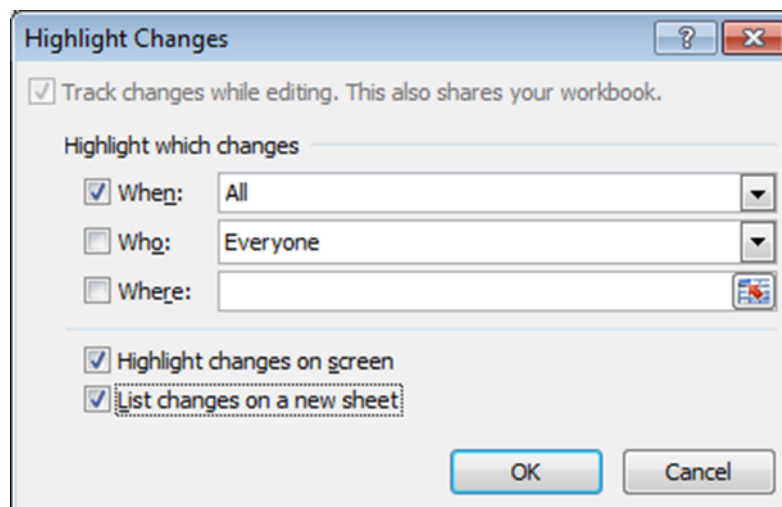 Highlight Changes
Track changes while editing. This also shares your workbook.
Highlight which changes
When: All
Who: Everyone
Where:
Highlight changes on screen
List changes on a new sheet
OK Cancel